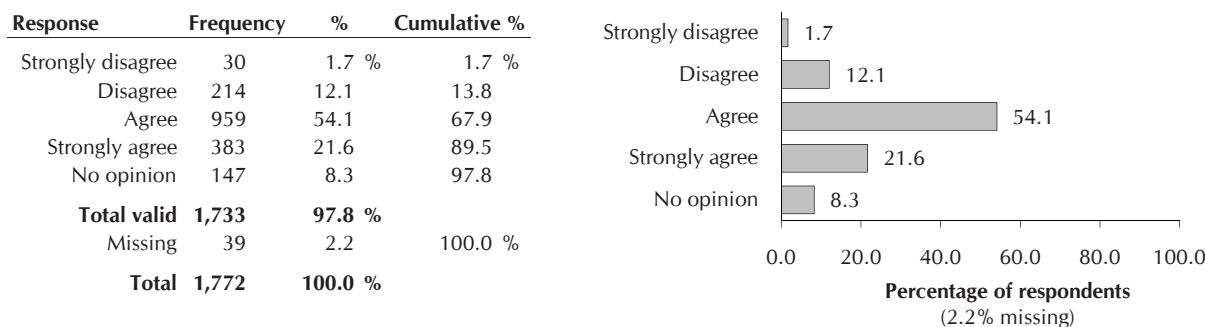 Response Frequency % Cumulative %
Strongly disagree 30 1.7 % 1.7 %
Disagree 214 12.1 13.8
Agree 959 54.1 67.9
Strongly agree 383 21.6 89.5
No opinion 147 8.3 97.8
Total valid 1,733 97.8 %
Missing 39 2.2 100.0 %
Total 1,772 100.0 %
Strongly disagree 1.7
Disagree 12.1
Agree 54.1
Strongly agree 21.6
No opinion 8.3
0.0 20.0 40.0 60.0 80.0 100.0
Percentage of respondents
(2.2% missing)